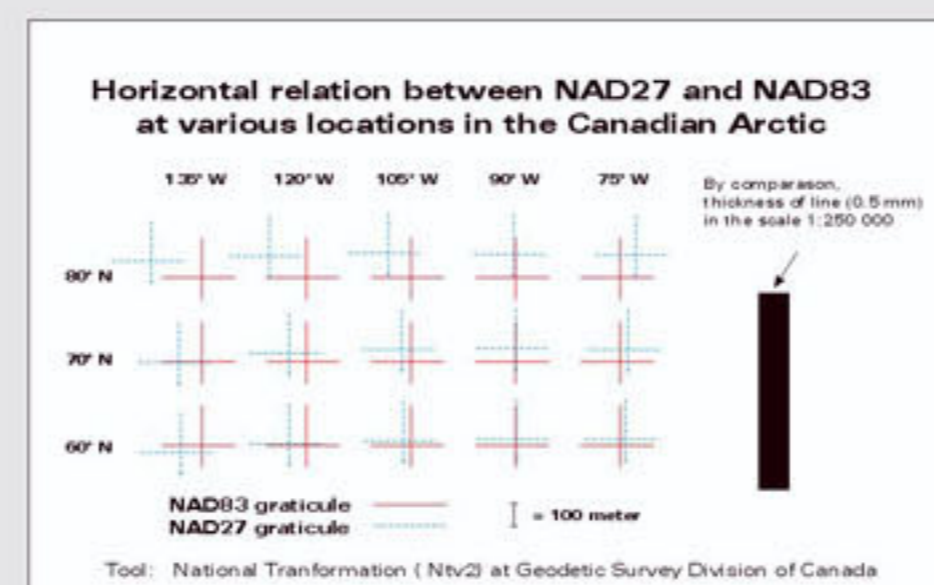 Horizontal relation between NAD27 and NAD83
at various locations in the Canadian Arctic
135° W 120° W 105° W 90° W 75° W
By comparason,
thickness of line (0.5 mm)
in the scale 1:250 000
80° N
70° N
60° N
NAD83 graticule
NAD27 graticule
= 100 meter
Tool: National Tranformation ( Ntv2) at Geodetic Survey Division of Canada